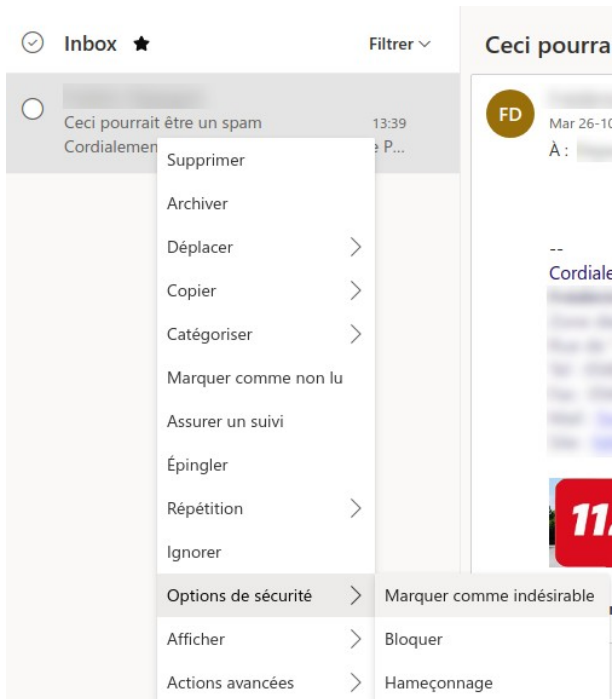 Inbox ★ Filtrer
Ceci pourra
Ceci pourrait être un spam 13:39
Cordialemen P...
FD
Mar 26-10
À :
--
Cordiale
11
Supprimer
Archiver
Déplacer
Copier
Catégoriser
Marquer comme non lu
Assurer un suivi
Épingler
Répétition
Ignorer
Options de sécurité
Marquer comme indésirable
Afficher
Bloquer
Actions avancées
Hameçonnage